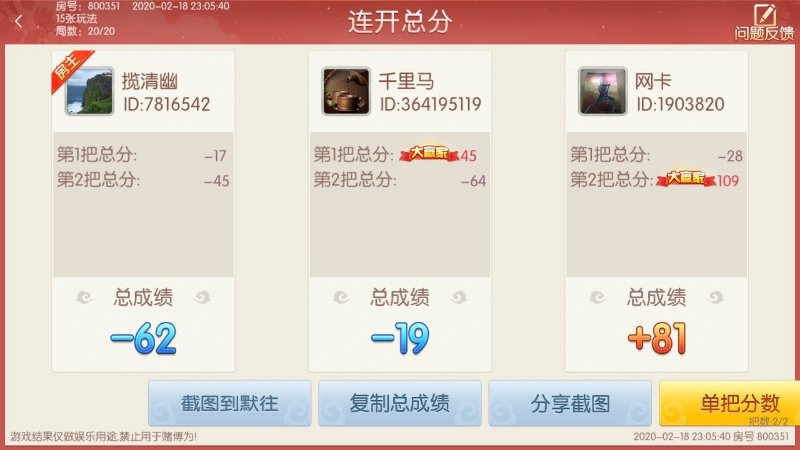 房号: 800351 2020-02-18 23:05:40
15张玩法
局数: 20/20
连开总分
问题反馈
房主
揽清幽
ID:7816542
第1把总分: -17
第2把总分: -45
总成绩
-62
千里马
ID:364195119
第1把总分: 大赢家 45
第2把总分: -64
总成绩
-19
网卡
ID:1903820
第1把总分: -28
第2把总分: 大赢家 109
总成绩
+81
截图到默往
复制总成绩
分享截图
单把分数
把数:2/2
游戏结果仅做娱乐用途,禁止用于赌博为!
2020-02-18 23:05:40 房号 800351